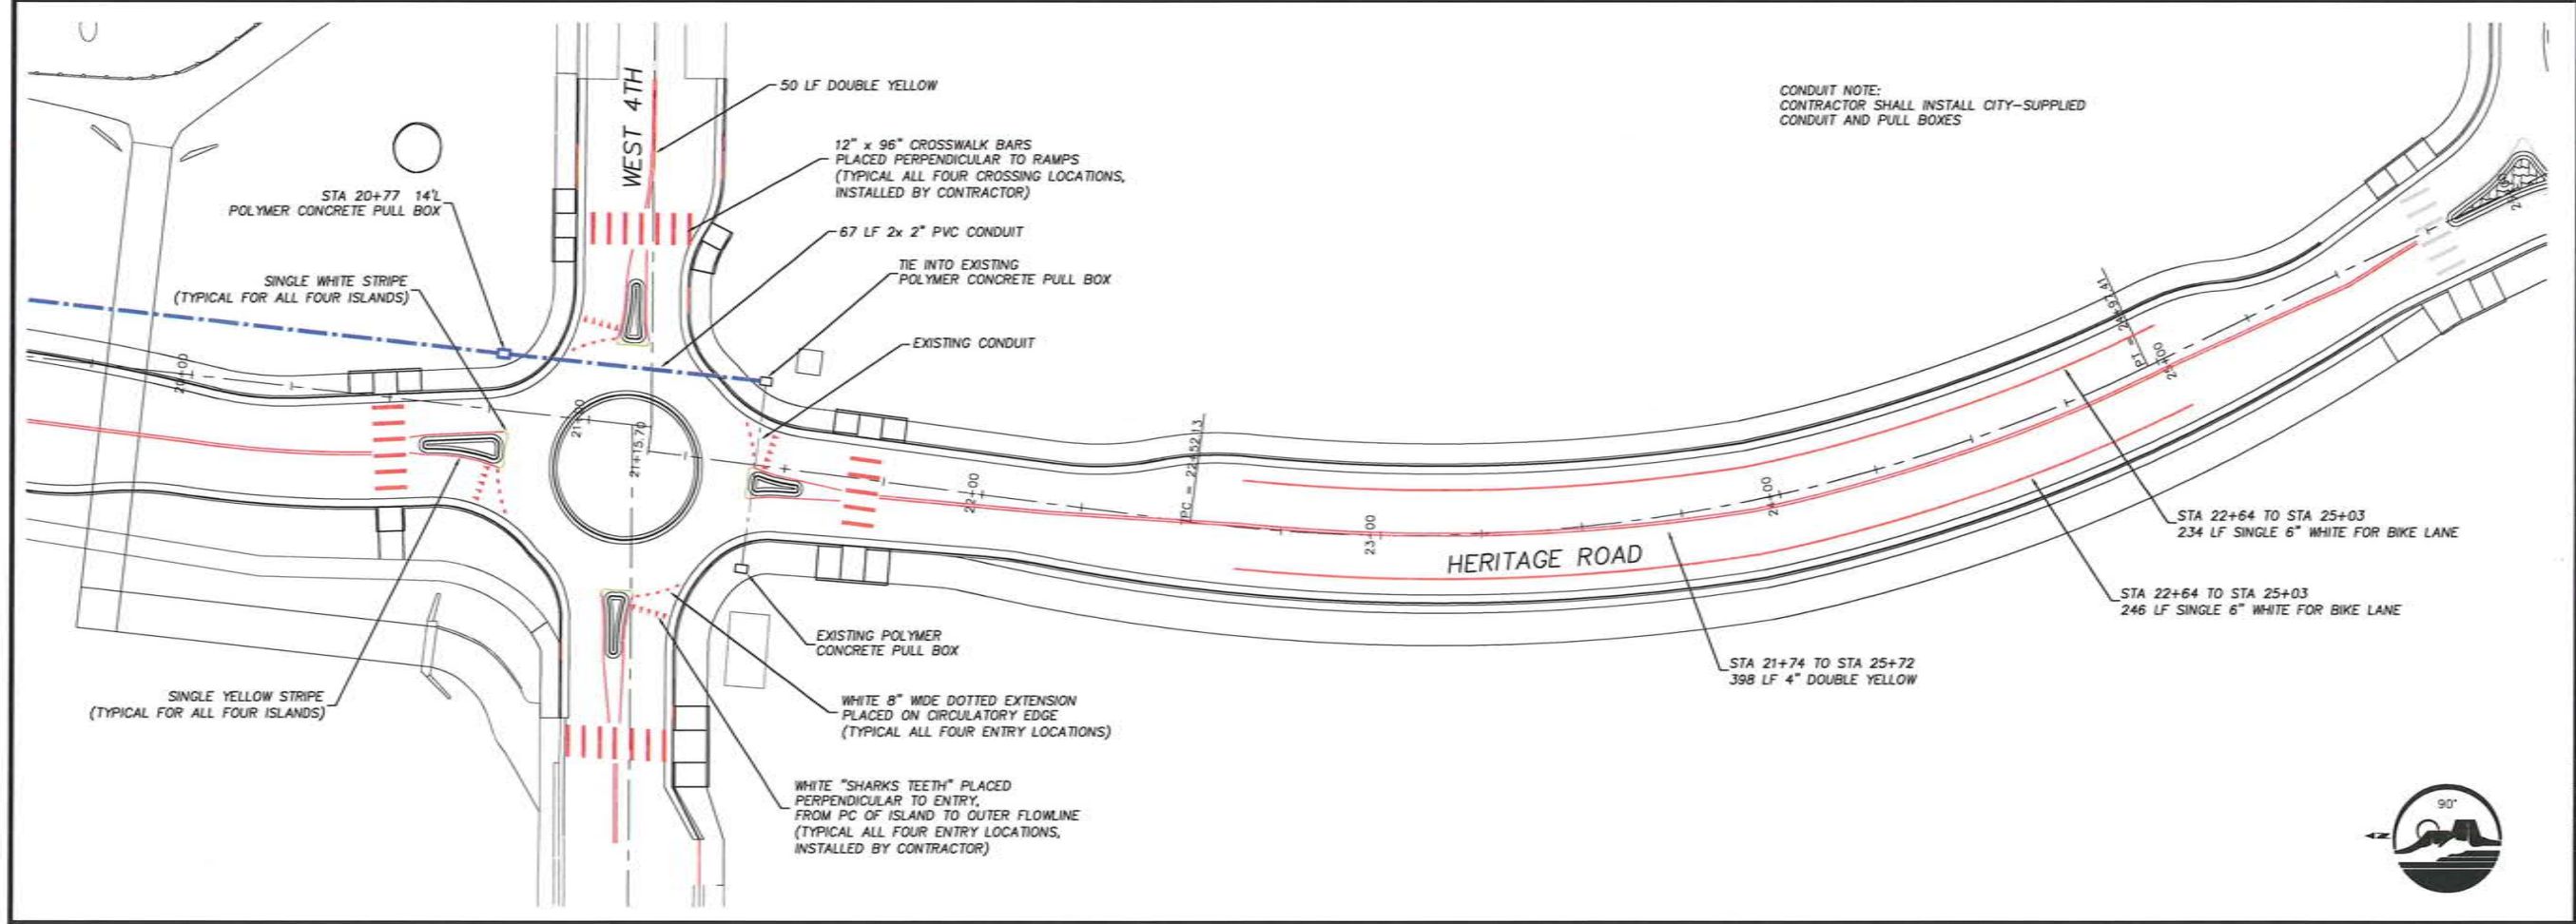 WEST 4TH
50 LF DOUBLE YELLOW
12" x 96" CROSSWALK BARS
PLACED PERPENDICULAR TO RAMPS
(TYPICAL ALL FOUR CROSSING LOCATIONS,
INSTALLED BY CONTRACTOR)
67 LF 2x 2" PVC CONDUIT
TIE INTO EXISTING
POLYMER CONCRETE PULL BOX
EXISTING CONDUIT
CONDUIT NOTE:
CONTRACTOR SHALL INSTALL CITY-SUPPLIED
CONDUIT AND PULL BOXES
STA 20+77 14'L
POLYMER CONCRETE PULL BOX
SINGLE WHITE STRIPE
(TYPICAL FOR ALL FOUR ISLANDS)
20+00
21+00
21+15.70
22+00
PC = 22+52.13
23+00
24+00
PT = 24+97.41
25+00
HERITAGE ROAD
STA 22+64 TO STA 25+03
234 LF SINGLE 6" WHITE FOR BIKE LANE
STA 22+64 TO STA 25+03
246 LF SINGLE 6" WHITE FOR BIKE LANE
STA 21+74 TO STA 25+72
398 LF 4" DOUBLE YELLOW
EXISTING POLYMER
CONCRETE PULL BOX
SINGLE YELLOW STRIPE
(TYPICAL FOR ALL FOUR ISLANDS)
WHITE 8" WIDE DOTTED EXTENSION
PLACED ON CIRCULATORY EDGE
(TYPICAL ALL FOUR ENTRY LOCATIONS)
WHITE "SHARKS TEETH" PLACED
PERPENDICULAR TO ENTRY,
FROM PC OF ISLAND TO OUTER FLOWLINE
(TYPICAL ALL FOUR ENTRY LOCATIONS,
INSTALLED BY CONTRACTOR)
90°
N